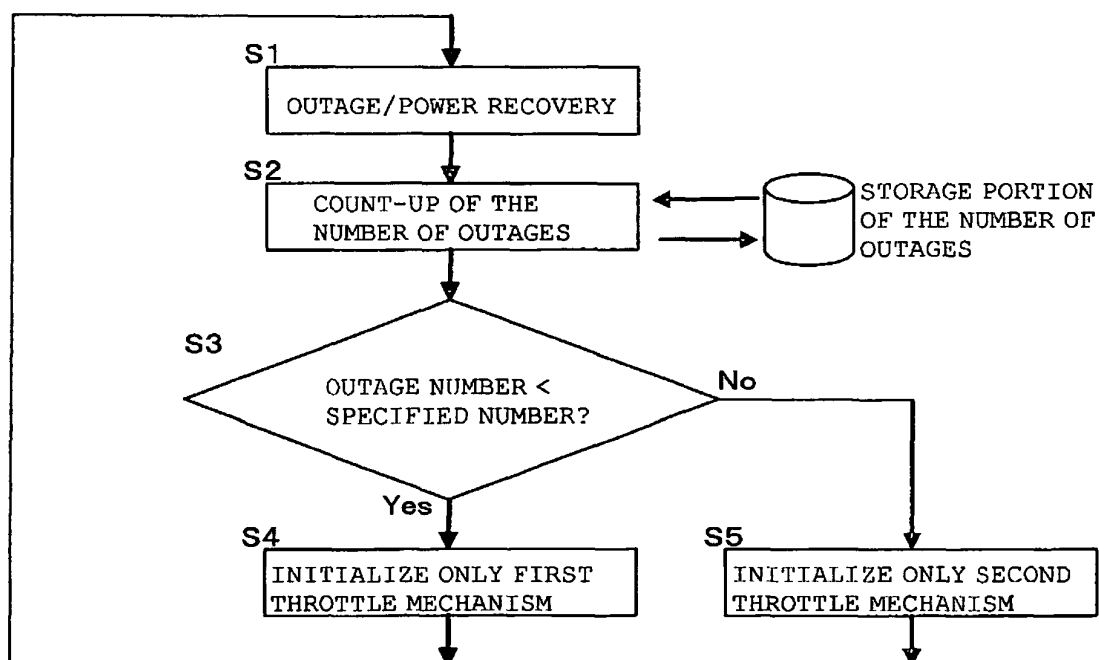 S1
OUTAGE/POWER RECOVERY
S2
COUNT-UP OF THE
NUMBER OF OUTAGES
STORAGE PORTION
OF THE NUMBER OF
OUTAGES
S3
OUTAGE NUMBER <
SPECIFIED NUMBER?
No
Yes
S4
INITIALIZE ONLY FIRST
THROTTLE MECHANISM
S5
INITIALIZE ONLY SECOND
THROTTLE MECHANISM